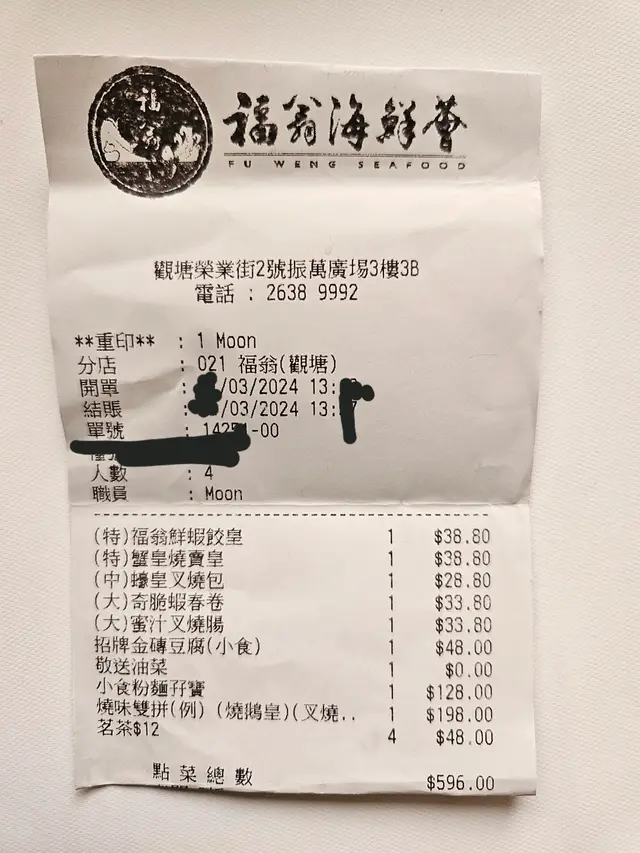 福翁海鮮薈
FU WENG SEAFOOD
觀塘榮業街2號振萬廣場3樓3B
電話 : 2638 9992
**重印** : 1 Moon
分店 : 021 福翁(觀塘)
開單 : /03/2024 13:
結賬 : /03/2024 13:
單號 : 1425-00
人數 : 4
職員 : Moon
(特)福翁鮮蝦餃皇 1 $38.80
(特)蟹皇燒賣皇 1 $38.80
(中)蠔皇叉燒包 1 $28.80
(大)奇脆蝦春卷 1 $33.80
(大)蜜汁叉燒腸 1 $33.80
招牌金磚豆腐(小食) 1 $48.00
敬送油菜 1 $0.00
小食粉麵孖寶 1 $128.00
燒味雙拼(例) (燒鵝皇)(叉燒.. 1 $198.00
茗茶$12 4 $48.00
點菜總數 $596.00